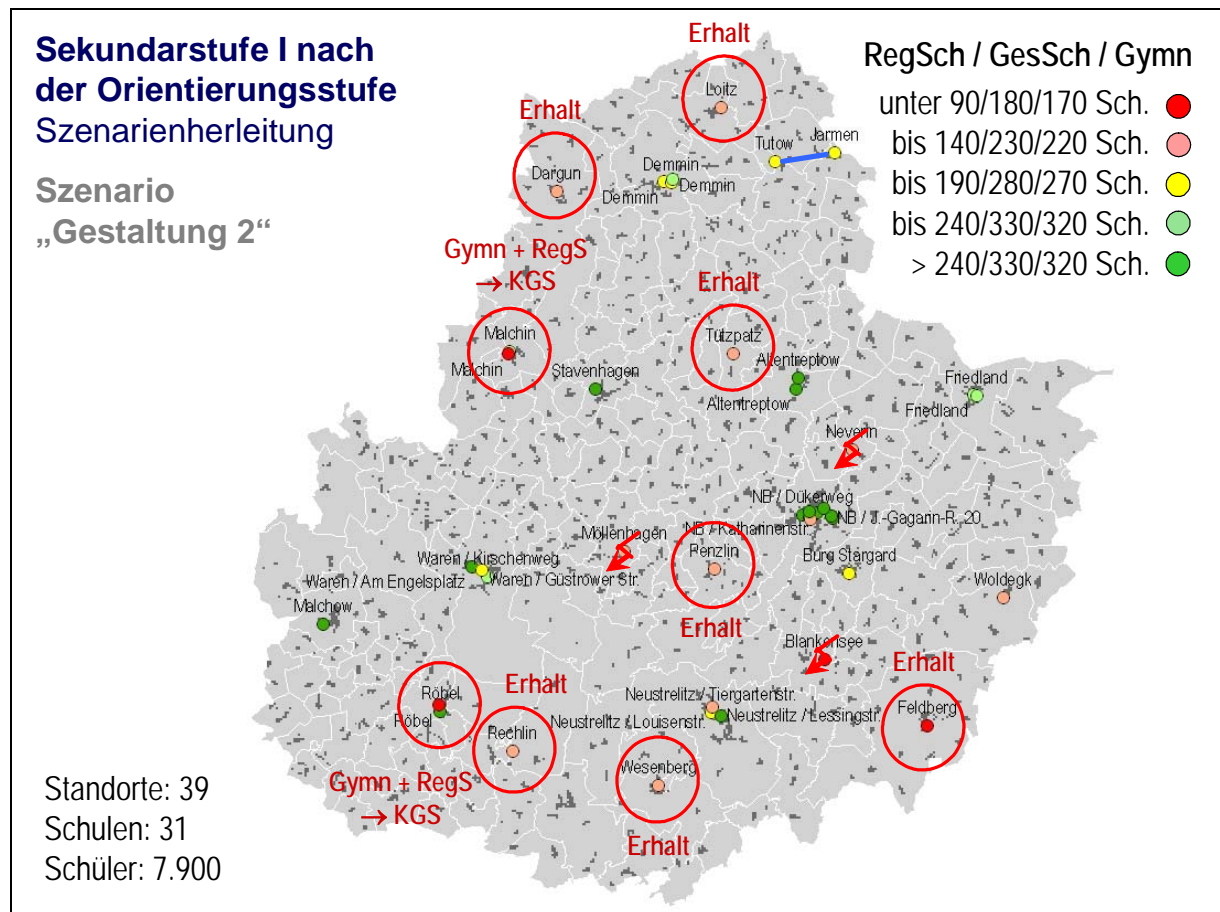 Sekundarstufe I nach
der Orientierungsstufe
Szenarienherleitung
Szenario
„Gestaltung 2“
RegSch / GesSch / Gymn
unter 90/180/170 Sch.
bis 140/230/220 Sch.
bis 190/280/270 Sch.
bis 240/330/320 Sch.
> 240/330/320 Sch.
Erhalt
Loitz
Erhalt
Dargun
Tutow
Jarmen
Demmin
Demmin
Demmin
Gymn + RegS
→ KGS
Malchin
Malchin
Erhalt
Tützpatz
Stavenhagen
Altentreptow
Altentreptow
Friedland
Friedland
Neverin
NB / Dükerweg
NB / J.-Gagarin-R. 20
NB / Katharinenstr.
Möllenhagen
Penzlin
Erhalt
Burg Stargard
Waren / Kirschenweg
Waren / Am Engelsplatz
Waren / Güstrower Str.
Malchow
Woldegk
Blankensee
Erhalt
Feldberg
Röbel
Röbel
Gymn + RegS
→ KGS
Erhalt
Rechlin
Neustrelitz / Tiergartenstr.
Neustrelitz / Louisenstr.
Neustrelitz / Lessingstr.
Wesenberg
Erhalt
Standorte: 39
Schulen: 31
Schüler: 7.900